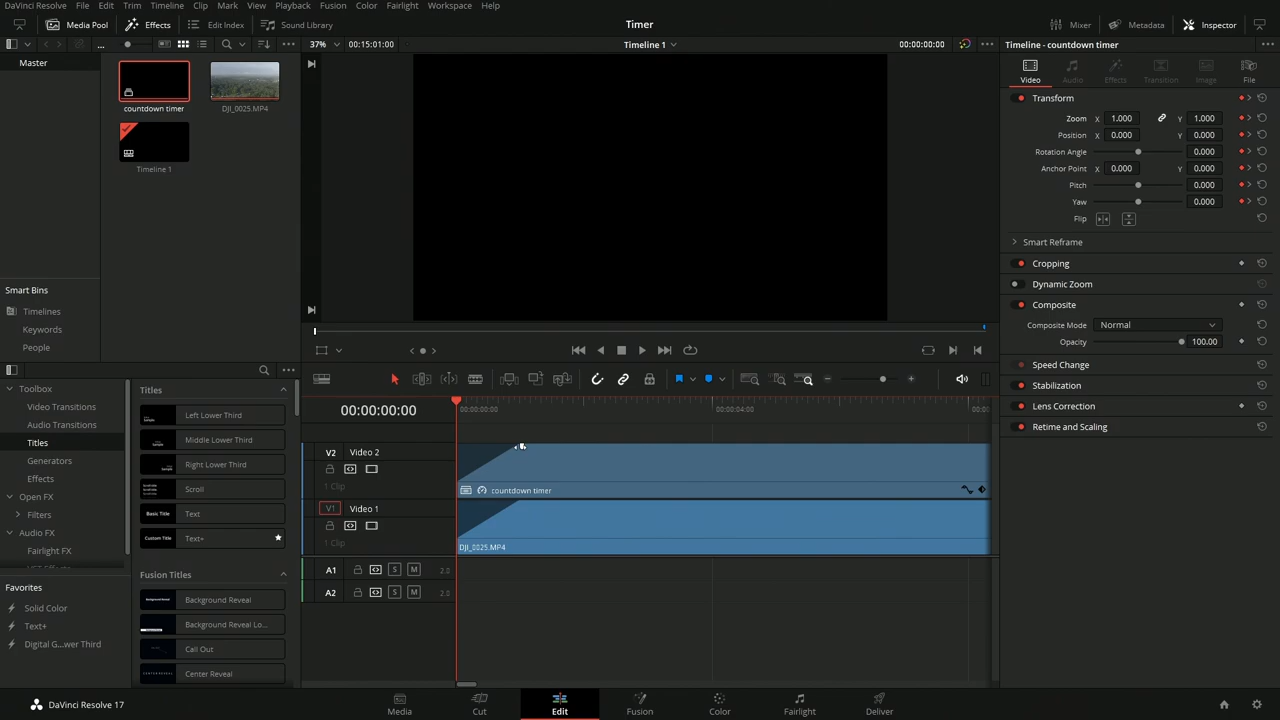 DaVinci Resolve File Edit Trim Timeline Clip Mark View Playback Fusion Color Fairlight Workspace Help
Media Pool Effects Edit Index Sound Library Timer Mixer Metadata Inspector
... 37% 00:15:01:00 Timeline 1 00:00:00:00 Timeline - countdown timer
Master
Video Audio Effects Transition Image File
countdown timer DJI_0025.MP4
Timeline 1
Transform
Zoom X 1.000 Y 1.000
Position X 0.000 Y 0.000
Rotation Angle 0.000
Anchor Point X 0.000 Y 0.000
Pitch 0.000
Yaw 0.000
Flip
Smart Reframe
Cropping
Dynamic Zoom
Composite
Composite Mode Normal
Opacity 100.00
Speed Change
Stabilization
Lens Correction
Retime and Scaling
Smart Bins
Timelines
Keywords
People
Toolbox
Video Transitions
Audio Transitions
Titles
Generators
Effects
Open FX
Filters
Audio FX
Fairlight FX
Favorites
Solid Color
Text+
Digital G...wer Third
Titles
Left Lower Third
Middle Lower Third
Right Lower Third
Scroll
Basic Title Text
Custom Title Text+
Fusion Titles
Background Reveal
Background Reveal Lo...
Call Out
Center Reveal
00:00:00:00 00:00:00:00 00:00:04:00 00:0
V2 Video 2
1 Clip
countdown timer
V1 Video 1
1 Clip
DJI_0025.MP4
A1 S M 2.0
A2 S M 2.0
DaVinci Resolve 17
Media Cut Edit Fusion Color Fairlight Deliver